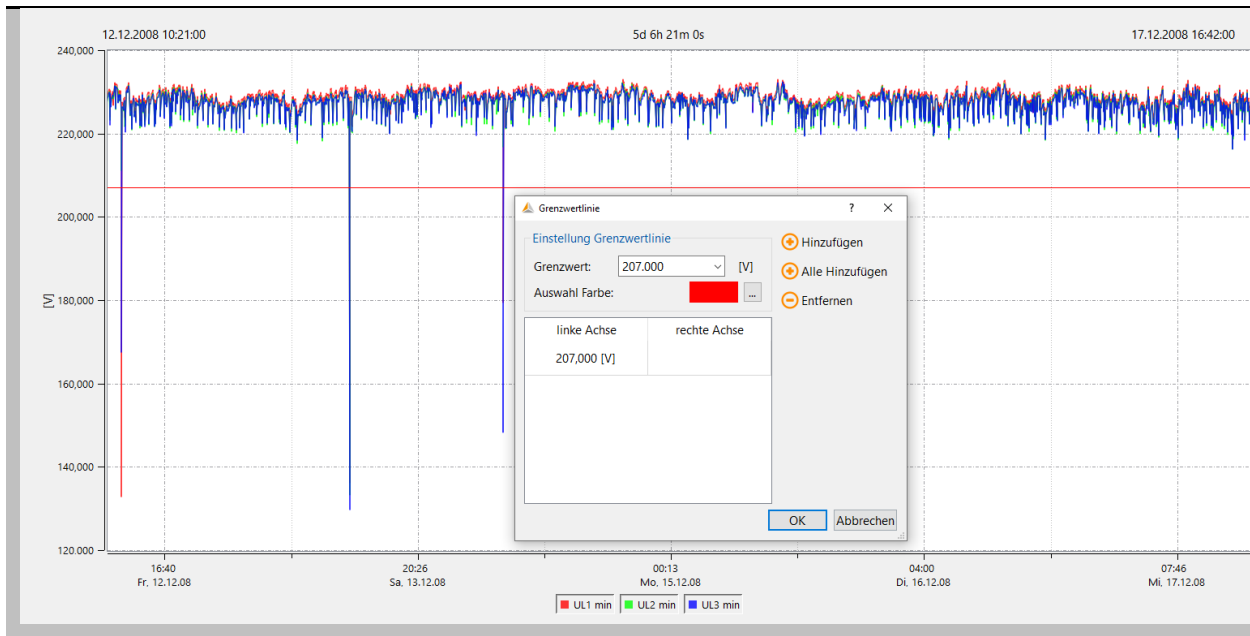 12.12.2008 10:21:00 5d 6h 21m 0s 17.12.2008 16:42:00
240,000
220,000
200,000
180,000
160,000
140,000
120.000
[V]
Grenzwertlinie ? ×
Einstellung Grenzwertlinie
Grenzwert: 207.000 [V]
Auswahl Farbe: ...
Hinzufügen
Alle Hinzufügen
Entfernen
linke Achse rechte Achse
207,000 [V]
OK Abbrechen
16:40 20:26 00:13 04:00 07:46
Fr, 12.12.08 Sa, 13.12.08 Mo, 15.12.08 Di, 16.12.08 Mi, 17.12.08
UL1 min UL2 min UL3 min